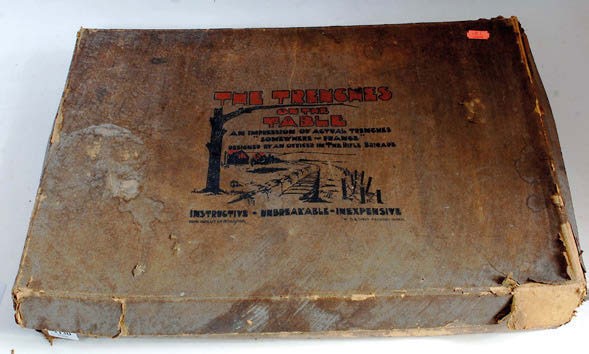 THE TRENCHES
ON THE
TABLE
AN IMPRESSION OF ACTUAL TRENCHES
"SOMEWHERE IN FRANCE"
DESIGNED BY AN OFFICER IN THE RIFLE BRIGADE
INSTRUCTIVE - UNBREAKABLE - INEXPENSIVE